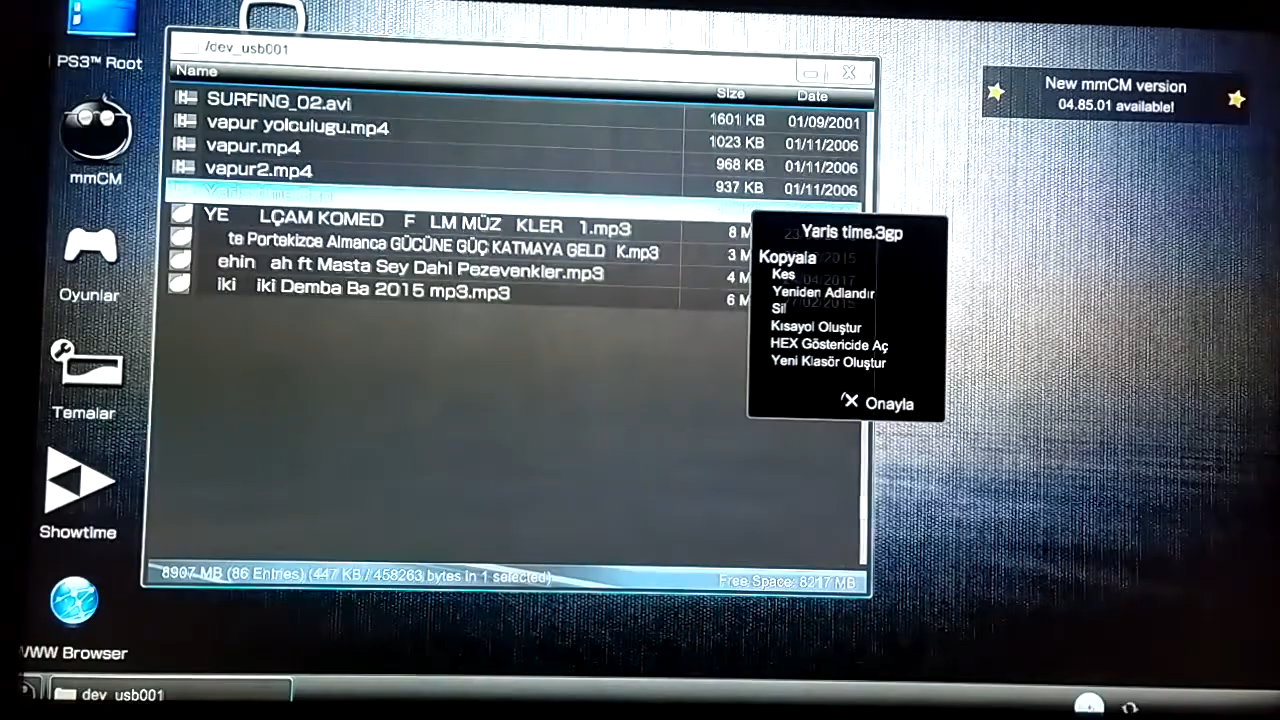 PS3™ Root
mmCM
Oyunlar
Temalar
Showtime
WWW Browser
/dev_usb001
Name Size Date
SURFING_02.avi 1601 KB 01/09/2001
vapur yolculugu.mp4 1023 KB 01/11/2006
vapur.mp4 968 KB 01/11/2006
vapur2.mp4 937 KB 01/11/2006
YE LÇAM KOMED F LM MÜZ KLER 1.mp3 8 M
te Portekizce Almanca GÜCÜNE GÜÇ KATMAYA GELD K.mp3 3 M
ehin ah ft Masta Sey Dahi Pezevenkler.mp3 4 M
iki iki Demba Ba 2015 mp3.mp3 6 M
8907 MB (86 Entries) (447 KB / 458263 bytes in 1 selected) Free Space: 8217 MB
Yaris time.3gp
Kopyala
Kes
Yeniden Adlandır
Sil
Kısayol Oluştur
HEX Göstericide Aç
Yeni Klasör Oluştur
X Onayla
New mmCM version
04.85.01 available!
dev_usb001